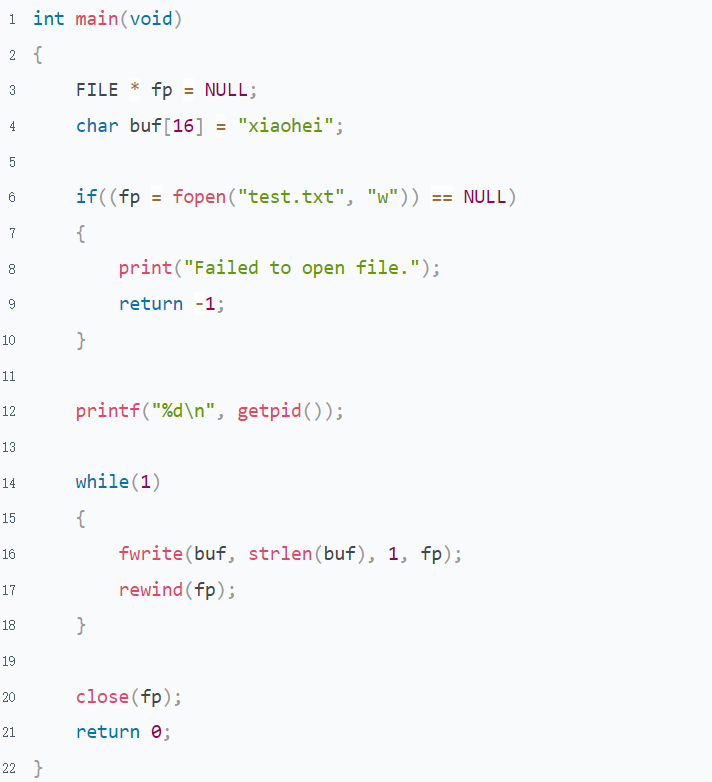 1 int main(void)
2 {
3     FILE * fp = NULL;
4     char buf[16] = "xiaohei";
5
6     if((fp = fopen("test.txt", "w")) == NULL)
7     {
8         print("Failed to open file.");
9         return -1;
10     }
11
12     printf("%d\n", getpid());
13
14     while(1)
15     {
16         fwrite(buf, strlen(buf), 1, fp);
17         rewind(fp);
18     }
19
20     close(fp);
21     return 0;
22 }